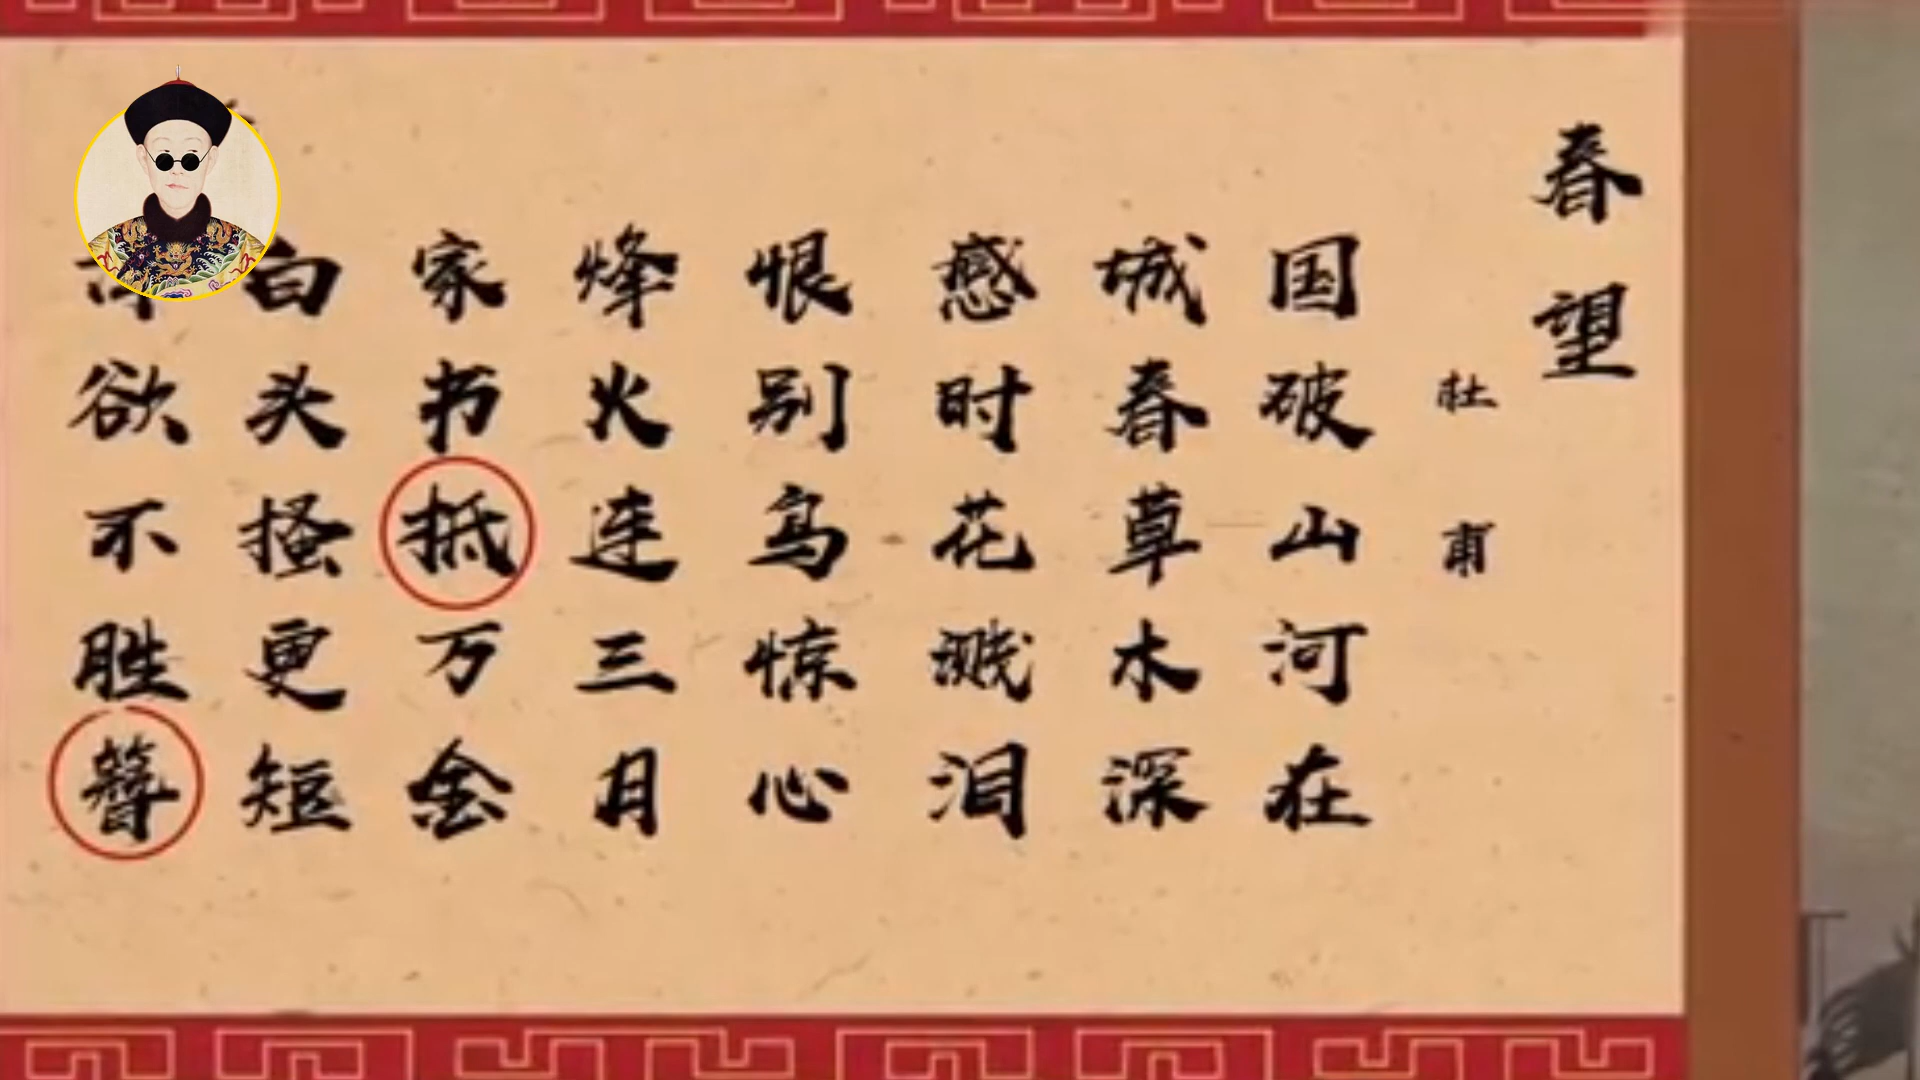 春望
杜甫
国破山河在
城春草木深
感时花溅泪
恨别鸟惊心
烽火连三月
家书抵万金
白头搔更短
欲不胜簪